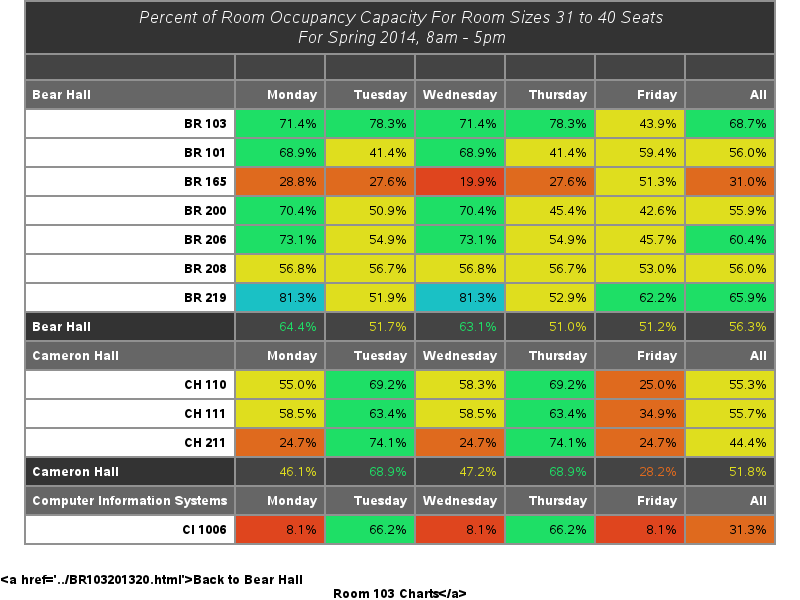 Percent of Room Occupancy Capacity For Room Sizes 31 to 40 Seats
For Spring 2014, 8am - 5pm
Bear Hall Monday Tuesday Wednesday Thursday Friday All
BR 103 71.4% 78.3% 71.4% 78.3% 43.9% 68.7%
BR 101 68.9% 41.4% 68.9% 41.4% 59.4% 56.0%
BR 165 28.8% 27.6% 19.9% 27.6% 51.3% 31.0%
BR 200 70.4% 50.9% 70.4% 45.4% 42.6% 55.9%
BR 206 73.1% 54.9% 73.1% 54.9% 45.7% 60.4%
BR 208 56.8% 56.7% 56.8% 56.7% 53.0% 56.0%
BR 219 81.3% 51.9% 81.3% 52.9% 62.2% 65.9%
Bear Hall 64.4% 51.7% 63.1% 51.0% 51.2% 56.3%
Cameron Hall Monday Tuesday Wednesday Thursday Friday All
CH 110 55.0% 69.2% 58.3% 69.2% 25.0% 55.3%
CH 111 58.5% 63.4% 58.5% 63.4% 34.9% 55.7%
CH 211 24.7% 74.1% 24.7% 74.1% 24.7% 44.4%
Cameron Hall 46.1% 68.9% 47.2% 68.9% 28.2% 51.8%
Computer Information Systems Monday Tuesday Wednesday Thursday Friday All
CI 1006 8.1% 66.2% 8.1% 66.2% 8.1% 31.3%
&lt;a href='../BR103201320.html'&gt;Back to Bear Hall
Room 103 Charts&lt;/a&gt;